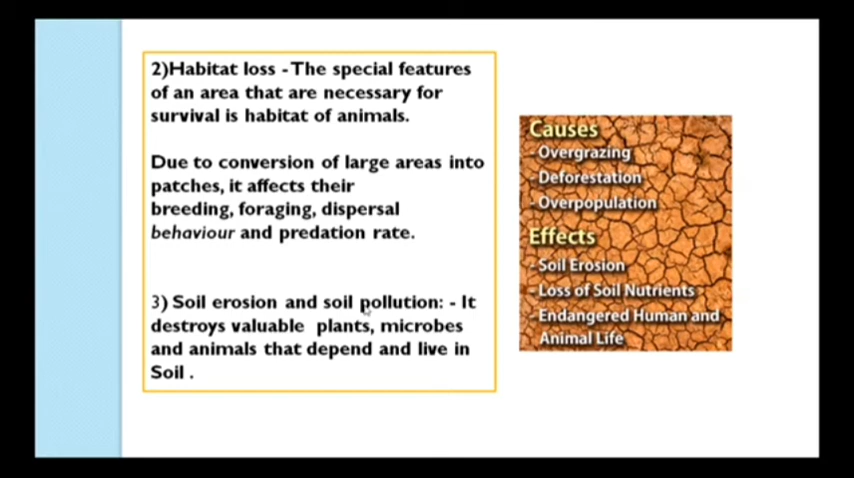 2)Habitat loss - The special features
of an area that are necessary for
survival is habitat of animals.
Due to conversion of large areas into
patches, it affects their
breeding, foraging, dispersal
behaviour and predation rate.
3) Soil erosion and soil pollution: - It
destroys valuable plants, microbes
and animals that depend and live in
Soil .
Causes
- Overgrazing
- Deforestation
- Overpopulation
Effects
- Soil Erosion
- Loss of Soil Nutrients
- Endangered Human and
Animal Life